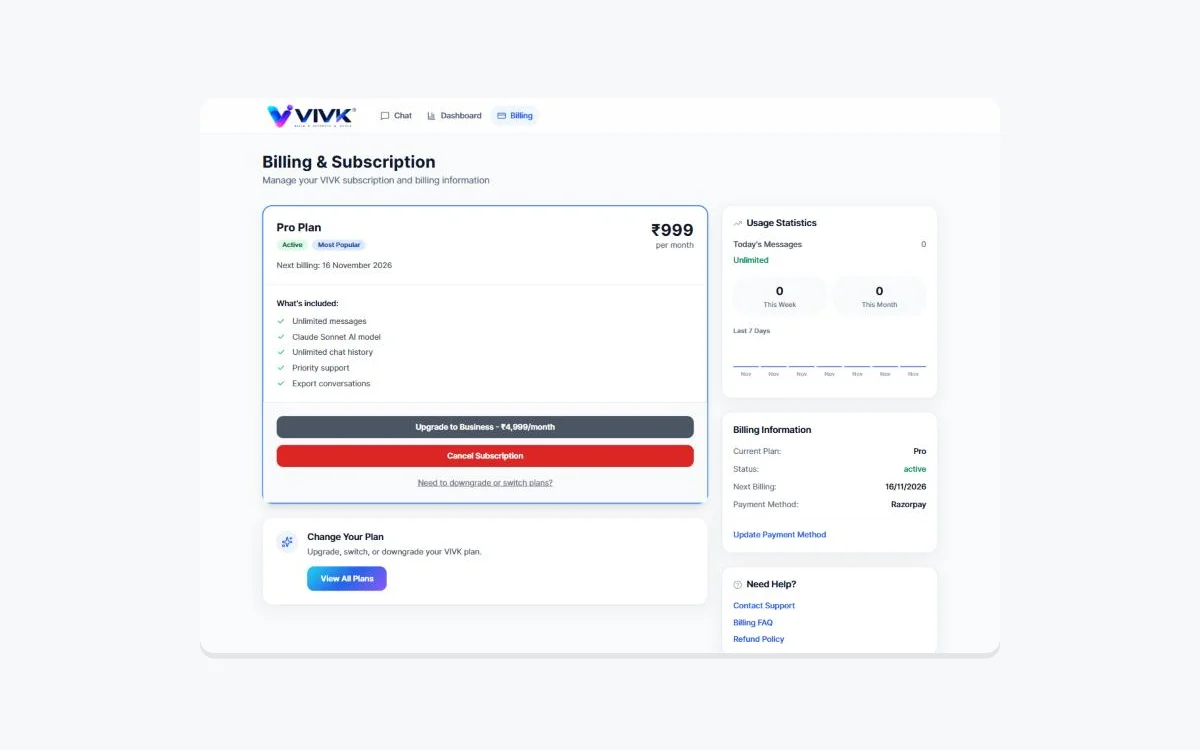 VIVK
Chat
Dashboard
Billing
Billing & Subscription
Manage your VIVK subscription and billing information
Pro Plan
Active
Most Popular
₹999
per month
Next billing: 16 November 2026
What's included:
Unlimited messages
Claude Sonnet AI model
Unlimited chat history
Priority support
Export conversations
Upgrade to Business - ₹4,999/month
Cancel Subscription
Need to downgrade or switch plans?
Change Your Plan
Upgrade, switch, or downgrade your VIVK plan.
View All Plans
Usage Statistics
Today's Messages 0
Unlimited
0
This Week
0
This Month
Last 7 Days
Nov Nov Nov Nov Nov Nov Nov
Billing Information
Current Plan: Pro
Status: active
Next Billing: 16/11/2026
Payment Method: Razorpay
Update Payment Method
Need Help?
Contact Support
Billing FAQ
Refund Policy